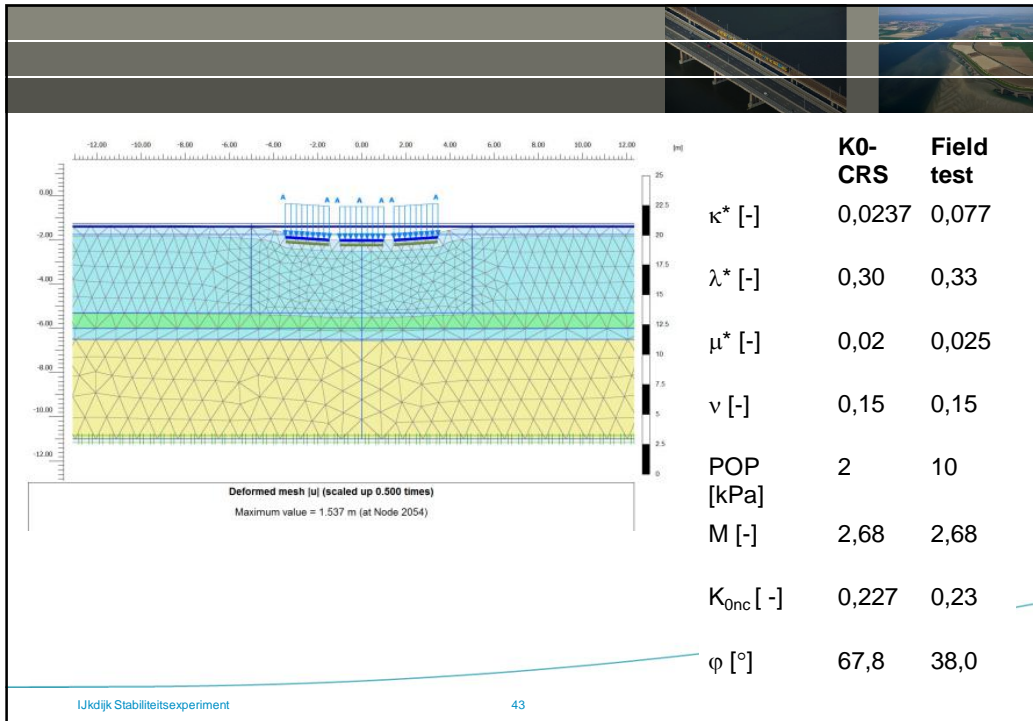 -12.00 -10.00 -8.00 -6.00 -4.00 -2.00 0.00 2.00 4.00 6.00 8.00 10.00 12.00
[m]
0.00
-2.00
-4.00
-6.00
-8.00
-10.00
-12.00
A A A A A A A
25
22.5
20
17.5
15
12.5
10
7.5
5
2.5
0
Deformed mesh |u| (scaled up 0.500 times)
Maximum value = 1.537 m (at Node 2054)
K0-CRS Field test
κ* [-] 0,0237 0,077
λ* [-] 0,30 0,33
μ* [-] 0,02 0,025
ν [-] 0,15 0,15
POP [kPa] 2 10
M [-] 2,68 2,68
K0nc [ -] 0,227 0,23
φ [°] 67,8 38,0
IJkdijk Stabiliteitsexperiment 43